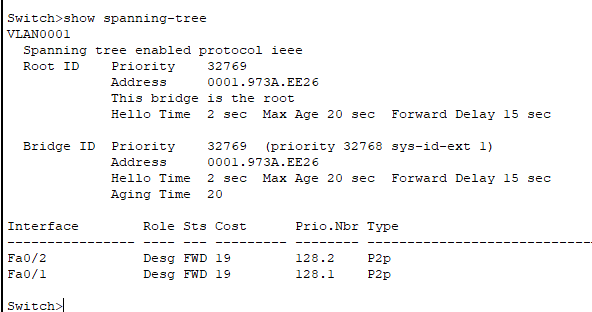 Switch>show spanning-tree
VLAN0001
  Spanning tree enabled protocol ieee
  Root ID    Priority    32769
             Address     0001.973A.EE26
             This bridge is the root
             Hello Time  2 sec  Max Age 20 sec  Forward Delay 15 sec

  Bridge ID  Priority    32769  (priority 32768 sys-id-ext 1)
             Address     0001.973A.EE26
             Hello Time  2 sec  Max Age 20 sec  Forward Delay 15 sec
             Aging Time  20

Interface        Role Sts Cost      Prio.Nbr Type
---------------- ---- --- --------- -------- --------------------------------
Fa0/2            Desg FWD 19        128.2    P2p
Fa0/1            Desg FWD 19        128.1    P2p

Switch>